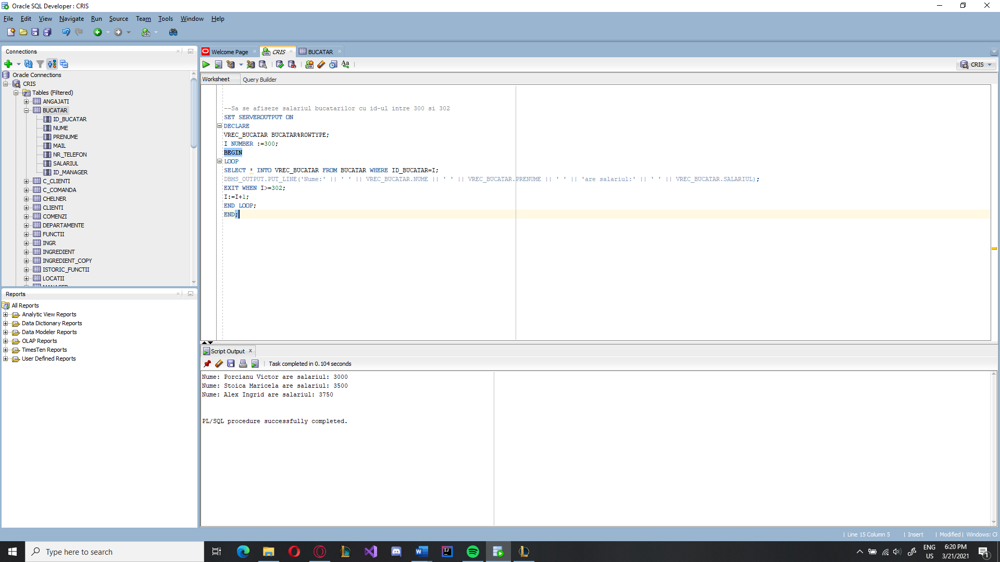 Oracle SQL Developer : CRIS
File Edit View Navigate Run Source Team Tools Window Help
Connections
Oracle Connections
CRIS
Tables (Filtered)
ANGAJATI
BUCATAR
ID_BUCATAR
NUME
PRENUME
MAIL
NR_TELEFON
SALARIUL
ID_MANAGER
C_CLIENTI
C_COMANDA
CHELNER
CLIENTI
COMENZI
DEPARTAMENTE
FUNCTII
INGR
INGREDIENT
INGREDIENT_COPY
ISTORIC_FUNCTII
LOCATII
Reports
All Reports
Analytic View Reports
Data Dictionary Reports
Data Modeler Reports
OLAP Reports
TimesTen Reports
User Defined Reports
Welcome Page CRIS BUCATAR
CRIS
Worksheet Query Builder
--Sa se afiseze salariul bucatarilor cu id-ul intre 300 si 302
SET SERVEROUTPUT ON
DECLARE
VREC_BUCATAR BUCATAR%ROWTYPE;
I NUMBER :=300;
BEGIN
LOOP
SELECT * INTO VREC_BUCATAR FROM BUCATAR WHERE ID_BUCATAR=I;
DBMS_OUTPUT.PUT_LINE('Nume:' || ' ' || VREC_BUCATAR.NUME || ' ' || VREC_BUCATAR.PRENUME || ' ' || 'are salariul:' || ' ' || VREC_BUCATAR.SALARIUL);
EXIT WHEN I>=302;
I:=I+1;
END LOOP;
END;
Script Output
Task completed in 0.104 seconds
Nume: Porcianu Victor are salariul: 3000
Nume: Stoica Maricela are salariul: 3500
Nume: Alex Ingrid are salariul: 3750
PL/SQL procedure successfully completed.
Line 15 Column 5 | Insert | Modified | Windows: CF
Type here to search
ENG
US
6:20 PM
3/21/2021
1